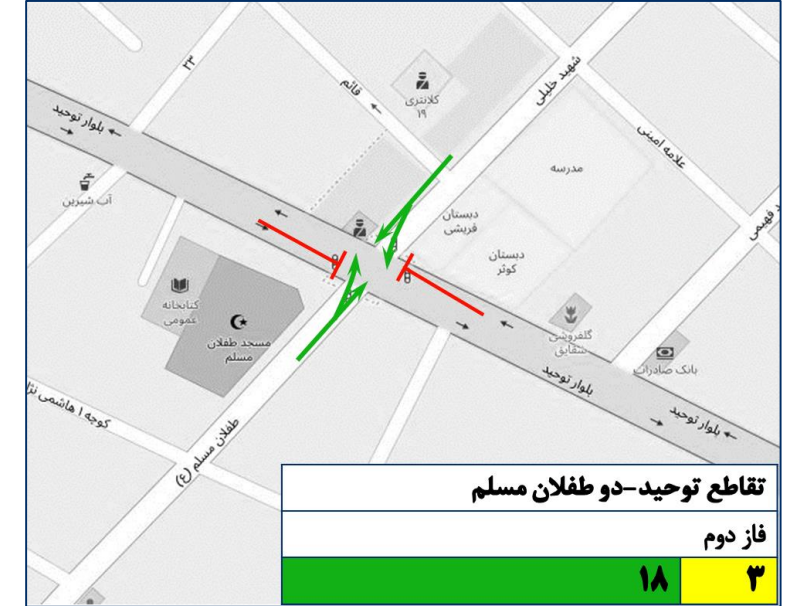 ۲۳
قائم
کلانتری
۱۹
شهید خلیلی
علامه امینی
بلوار توحید
مدرسه
آب شیرین
دبستان
قریشی
دبستان
کوثر
کتابخانه
عمومی
مسجد طفلان
مسلم
گلفروشی
شقایق
بانک صادرات
بلوار توحید
بلوار توحید
کوچه ۱ هاشمی
طفلان مسلم (ع)
تقاطع توحید-دو طفلان مسلم
فاز دوم
۳ ۱۸